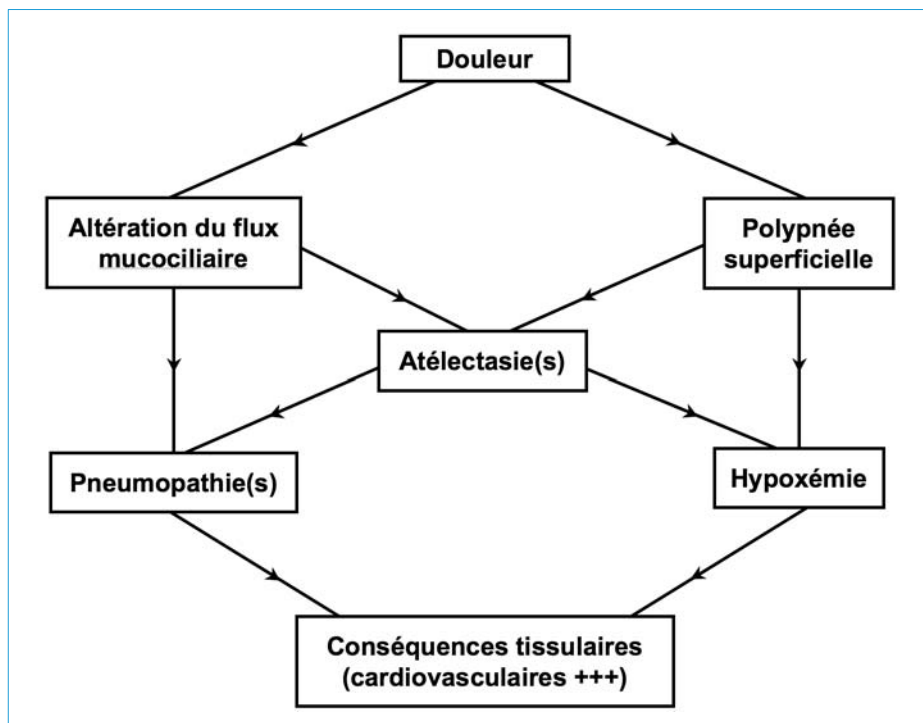 Douleur
Altération du flux
mucociliaire
Polypnée
superficielle
Atélectasie(s)
Pneumopathie(s)
Hypoxémie
Conséquences tissulaires
(cardiovasculaires +++)